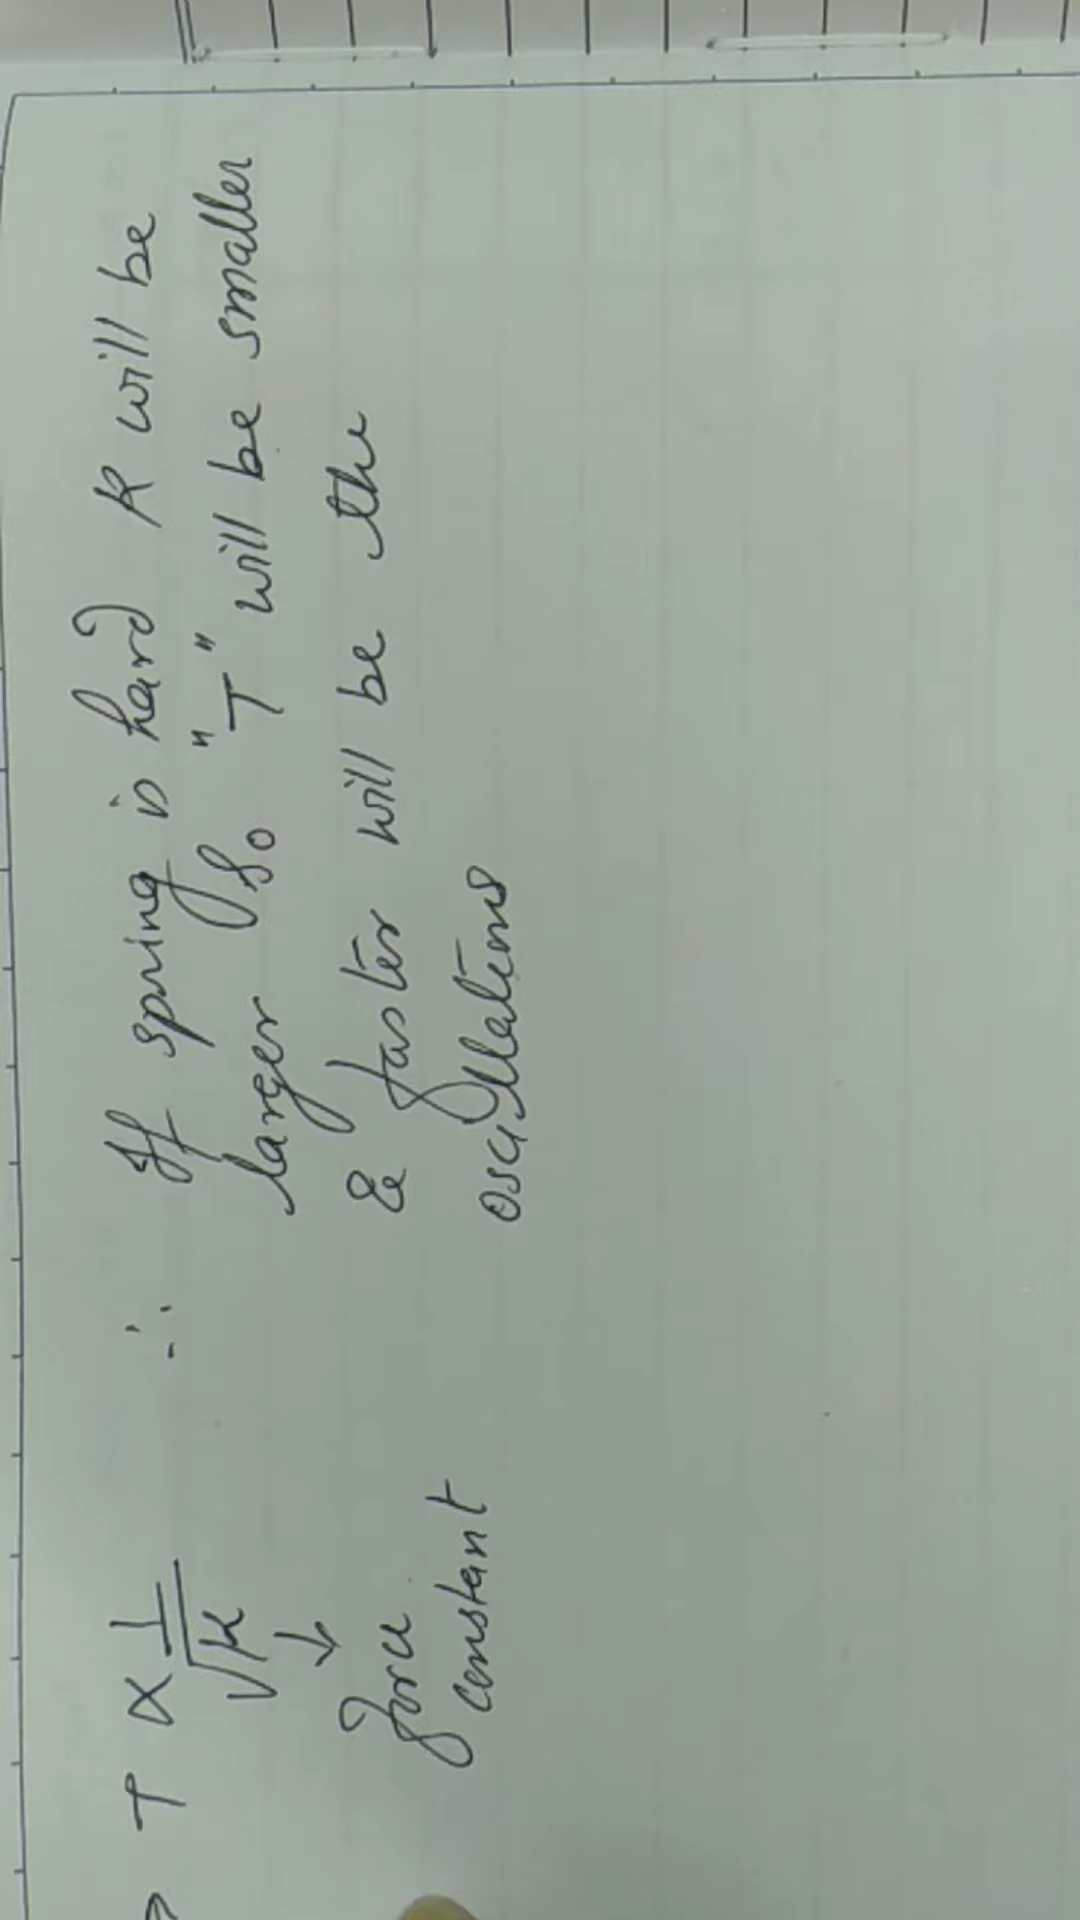 → T ∝ 1/√K ∴ If spring is hard K will be
larger So "T" will be smaller
↓
force & faster will be the
constant oscillations